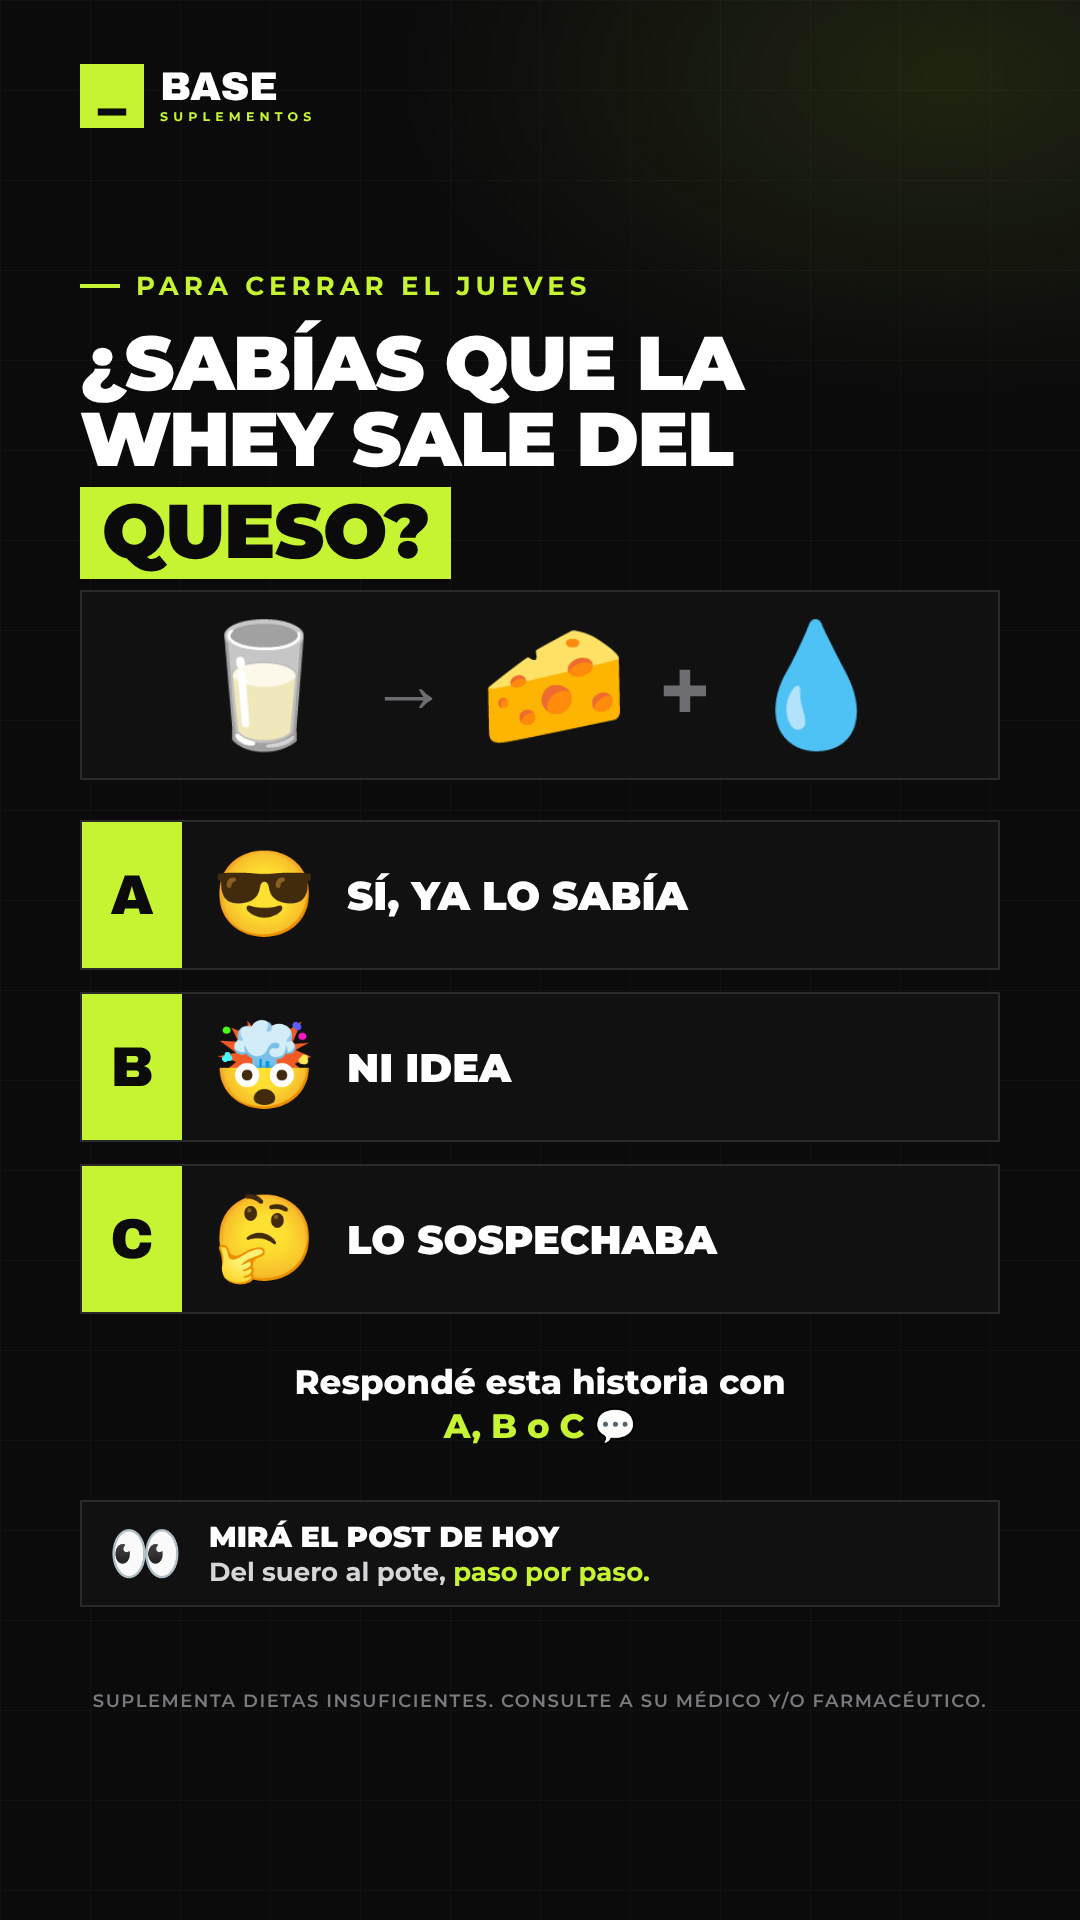 BASE
SUPLEMENTOS
PARA CERRAR EL JUEVES
¿SABÍAS QUE LA
WHEY SALE DEL
QUESO?
→ +
A SÍ, YA LO SABÍA
B NI IDEA
C LO SOSPECHABA
Respondé esta historia con
A, B o C
MIRÁ EL POST DE HOY
Del suero al pote, paso por paso.
SUPLEMENTA DIETAS INSUFICIENTES. CONSULTE A SU MÉDICO Y/O FARMACÉUTICO.